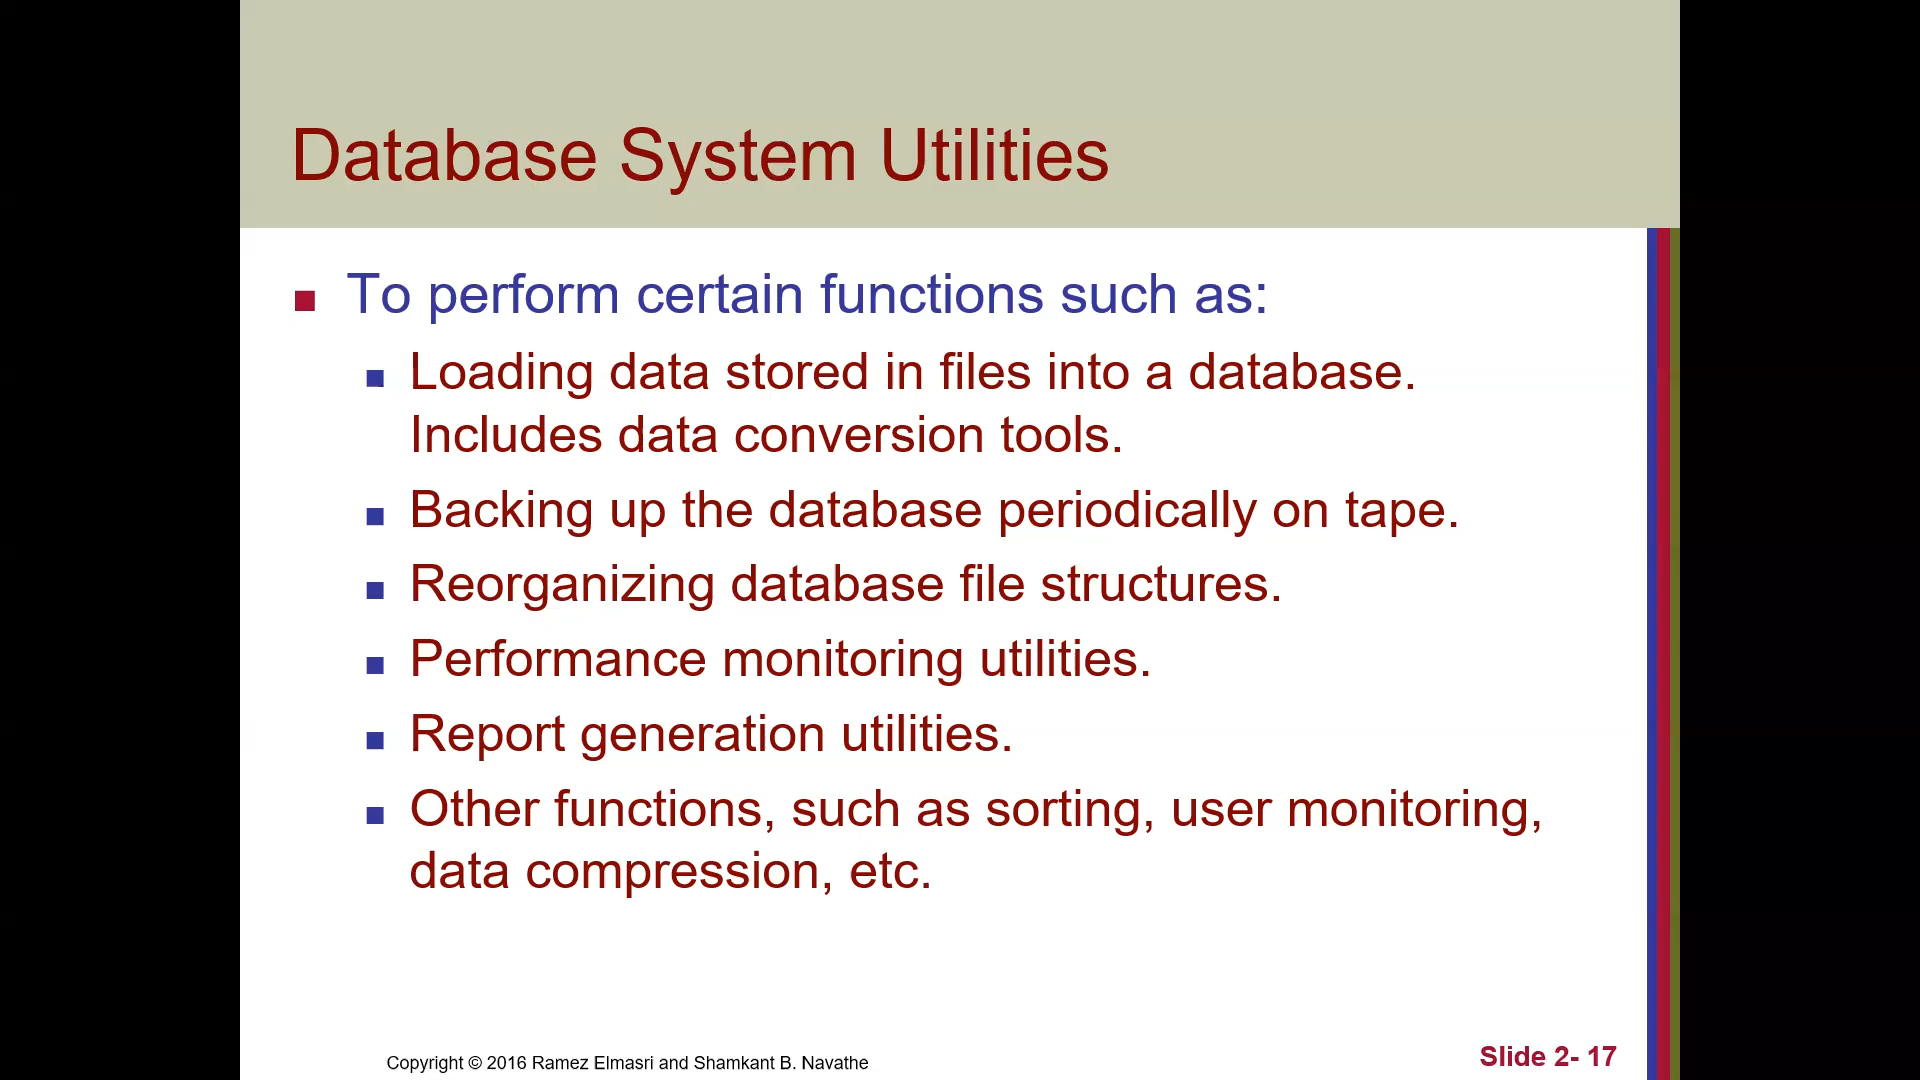 Database System Utilities
To perform certain functions such as:
Loading data stored in files into a database.
Includes data conversion tools.
Backing up the database periodically on tape.
Reorganizing database file structures.
Performance monitoring utilities.
Report generation utilities.
Other functions, such as sorting, user monitoring,
data compression, etc.
Copyright © 2016 Ramez Elmasri and Shamkant B. Navathe
Slide 2- 17